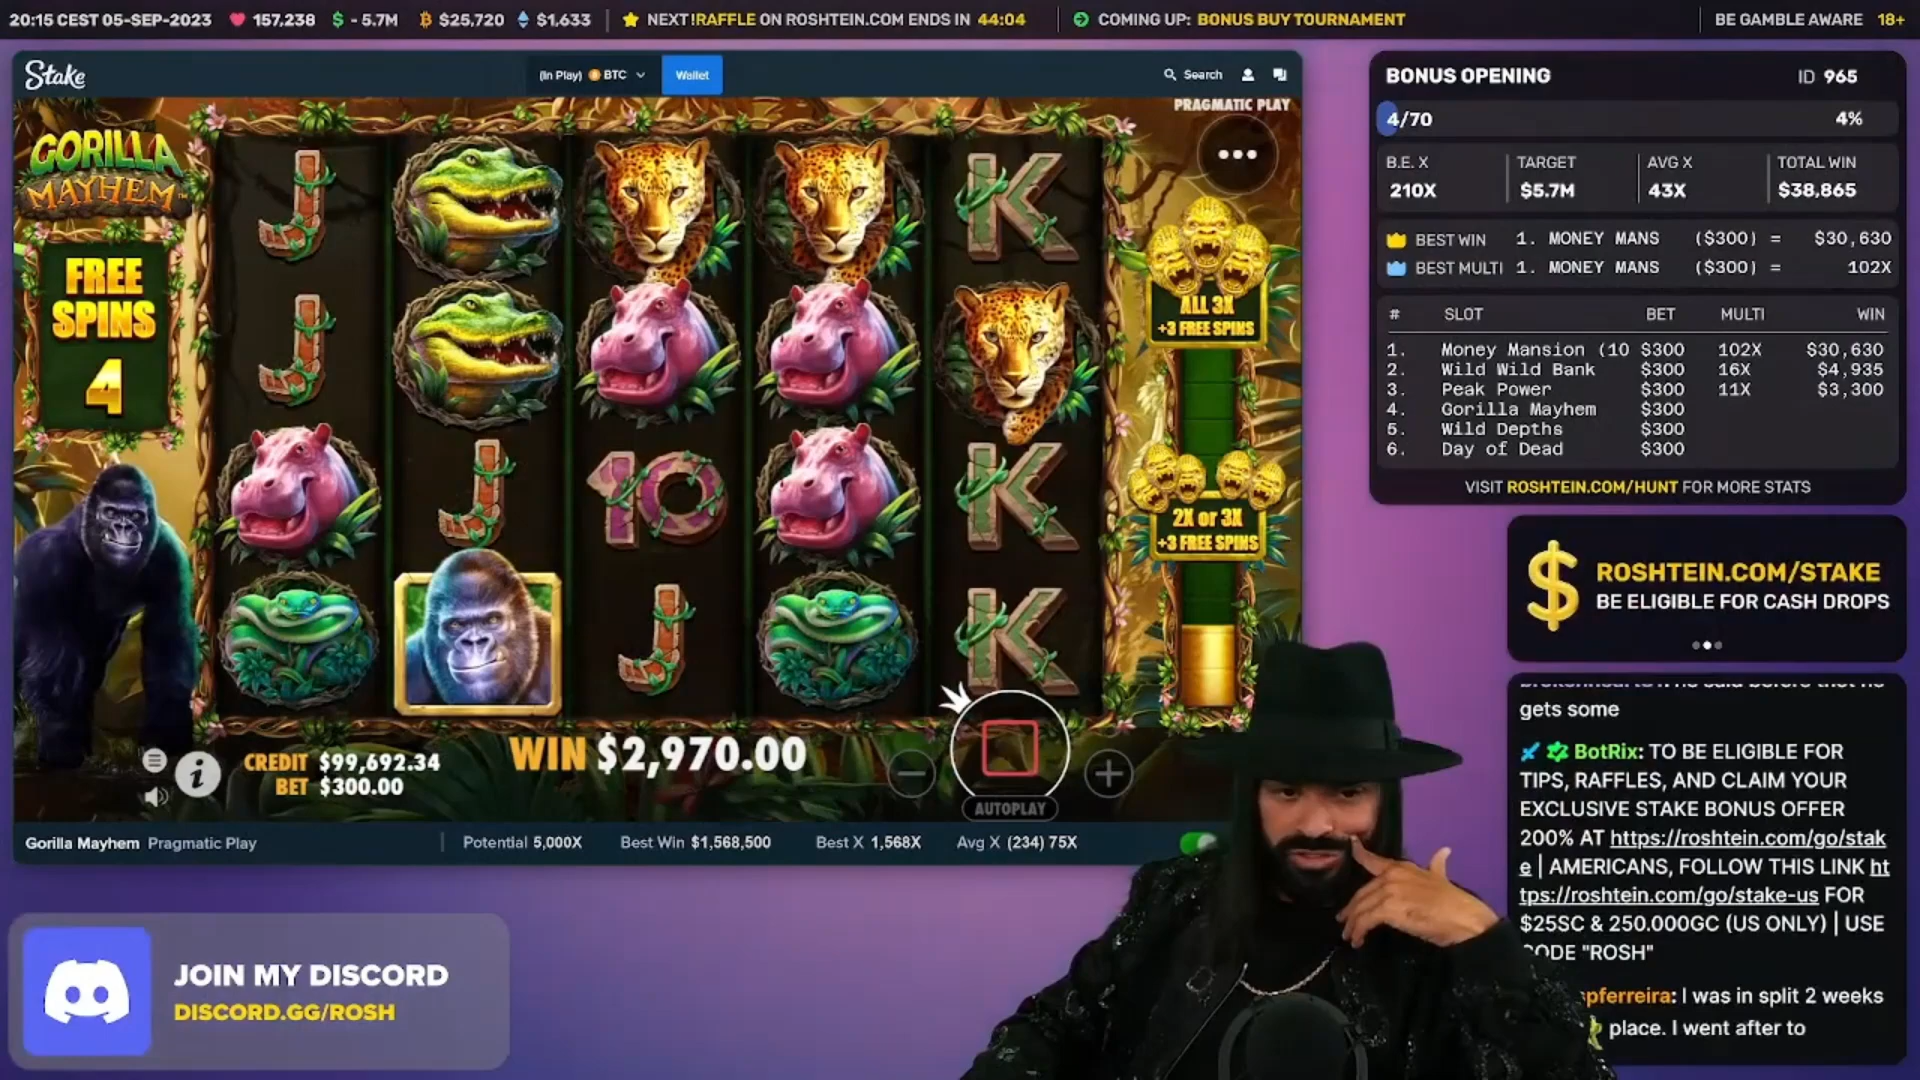 20:15 CEST 05-SEP-2023 157,238 $ - 5.7M $25,720 $1,633 NEXT !RAFFLE ON ROSHTEIN.COM ENDS IN 44:04 COMING UP: BONUS BUY TOURNAMENT BE GAMBLE AWARE 18+
Stake
(In Play) BTC
Wallet
Search
PRAGMATIC PLAY
GORILLA
MAYHEM
FREE
SPINS
4
J K
J
J 10 K
J K
ALL 3X
+3 FREE SPINS
2X or 3X
+3 FREE SPINS
CREDIT $99,692.34
BET $300.00
WIN $2,970.00
AUTOPLAY
Gorilla Mayhem Pragmatic Play Potential 5,000X Best Win $1,568,500 Best X 1,568X Avg X (234) 75X
BONUS OPENING ID 965
4/70 4%
B.E. X TARGET AVG X TOTAL WIN
210X $5.7M 43X $38,865
BEST WIN 1. MONEY MANS ($300) = $30,630
BEST MULTI 1. MONEY MANS ($300) = 102X
# SLOT BET MULTI WIN
1. Money Mansion (10 $300 102X $30,630
2. Wild Wild Bank $300 16X $4,935
3. Peak Power $300 11X $3,300
4. Gorilla Mayhem $300
5. Wild Depths $300
6. Day of Dead $300
VISIT ROSHTEIN.COM/HUNT FOR MORE STATS
$ ROSHTEIN.COM/STAKE
BE ELIGIBLE FOR CASH DROPS
gets some
BotRix: TO BE ELIGIBLE FOR
TIPS, RAFFLES, AND CLAIM YOUR
EXCLUSIVE STAKE BONUS OFFER
200% AT https://roshtein.com/go/stak
e | AMERICANS, FOLLOW THIS LINK ht
tps://roshtein.com/go/stake-us FOR
$25SC & 250.000GC (US ONLY) | USE
CODE "ROSH"
pferreira: I was in split 2 weeks
place. I went after to
JOIN MY DISCORD
DISCORD.GG/ROSH